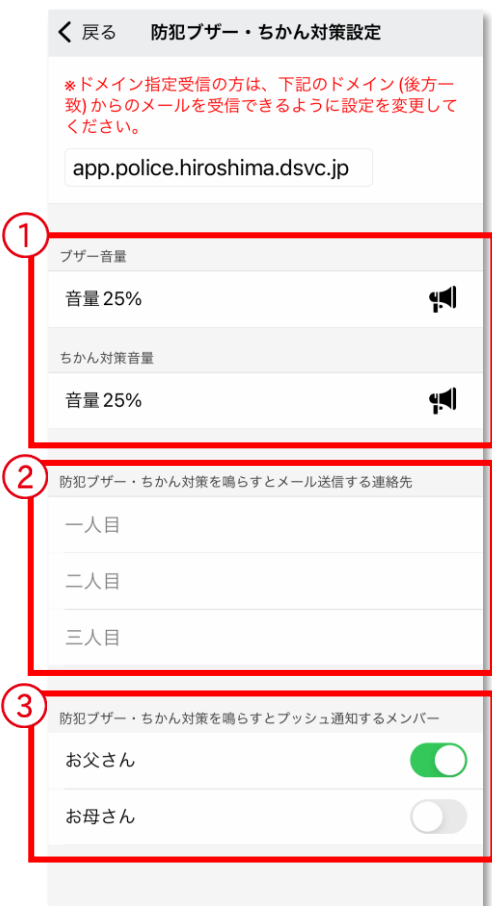 戻る 防犯ブザー・ちかん対策設定
※ドメイン指定受信の方は、下記のドメイン (後方一
致) からのメールを受信できるように設定を変更して
ください。
app.police.hiroshima.dsvc.jp
1
ブザー音量
音量 25%
ちかん対策音量
音量 25%
2
防犯ブザー・ちかん対策を鳴らすとメール送信する連絡先
一人目
二人目
三人目
3
防犯ブザー・ちかん対策を鳴らすとプッシュ通知するメンバー
お父さん
お母さん